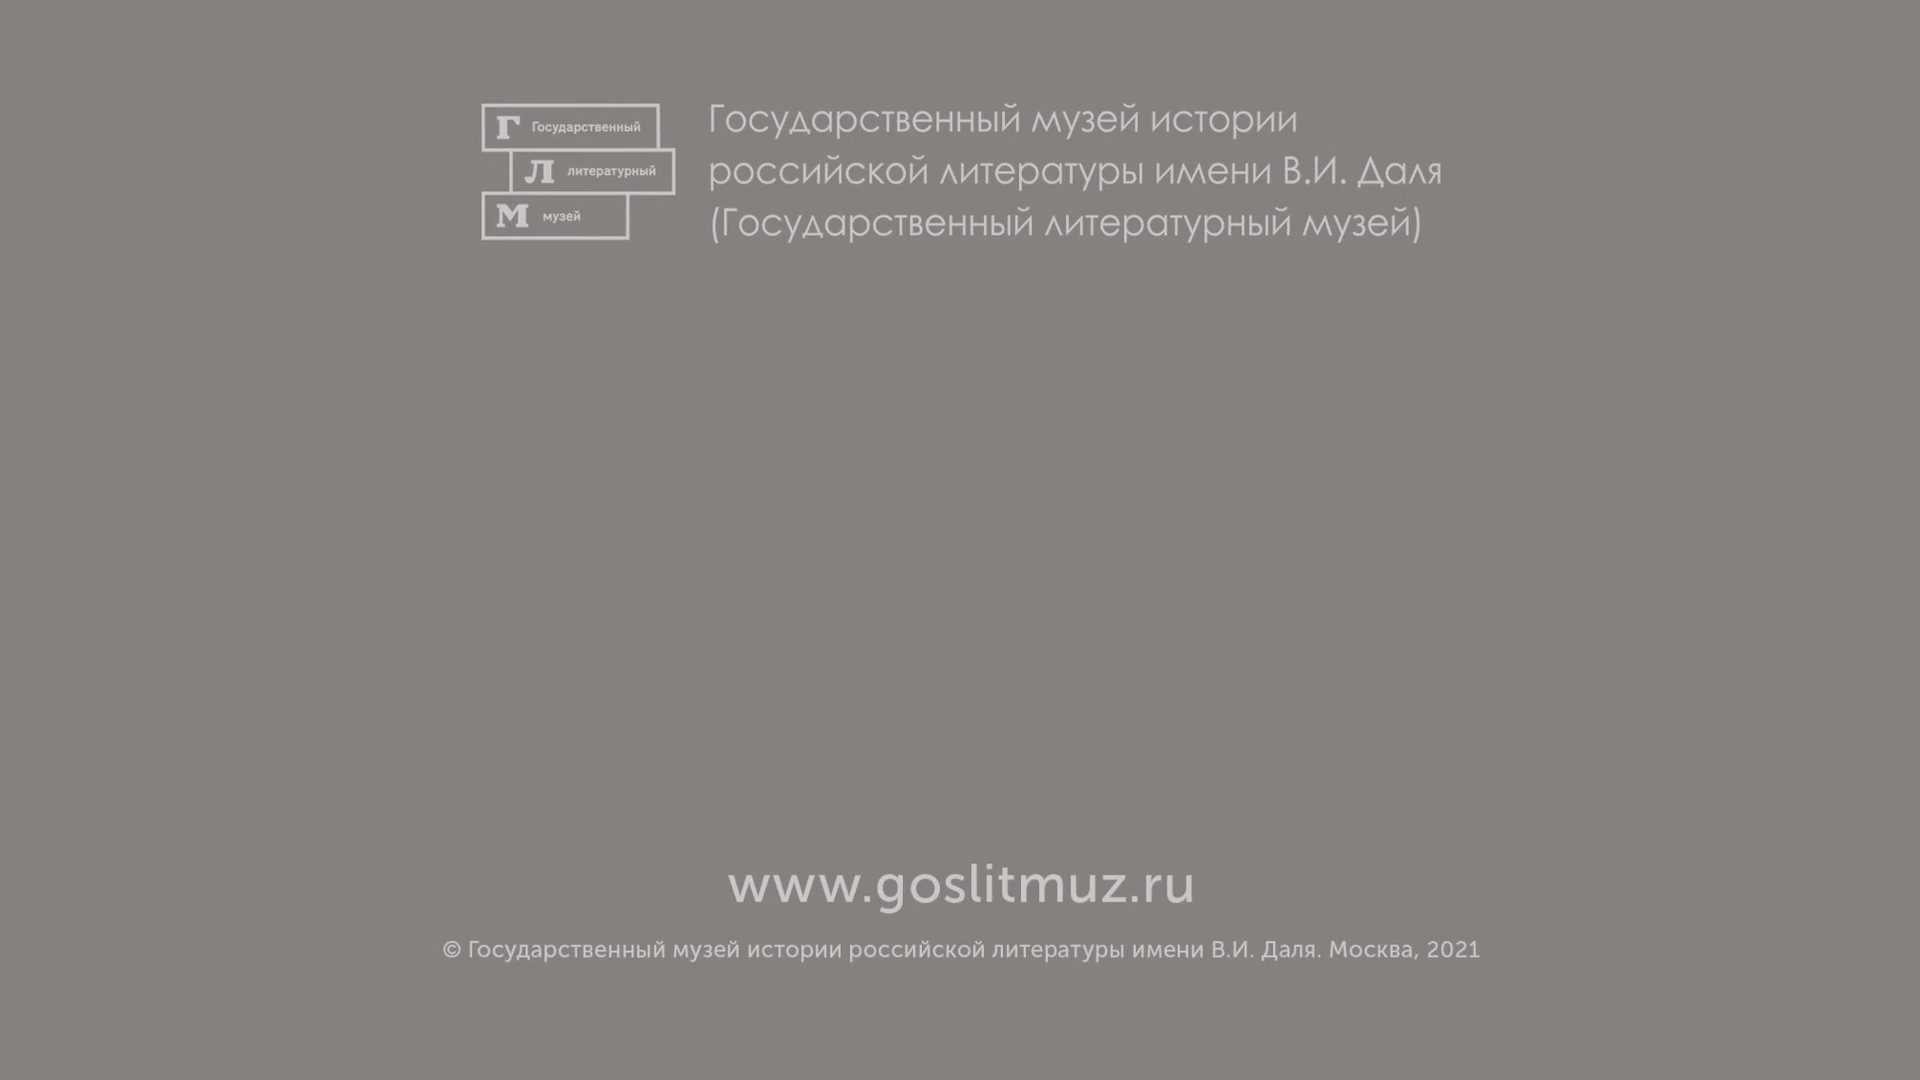 Г Государственный
Л литературный
М музей
Государственный музей истории
российской литературы имени В.И. Даля
(Государственный литературный музей)
www.goslitmuz.ru
© Государственный музей истории российской литературы имени В.И. Даля. Москва, 2021